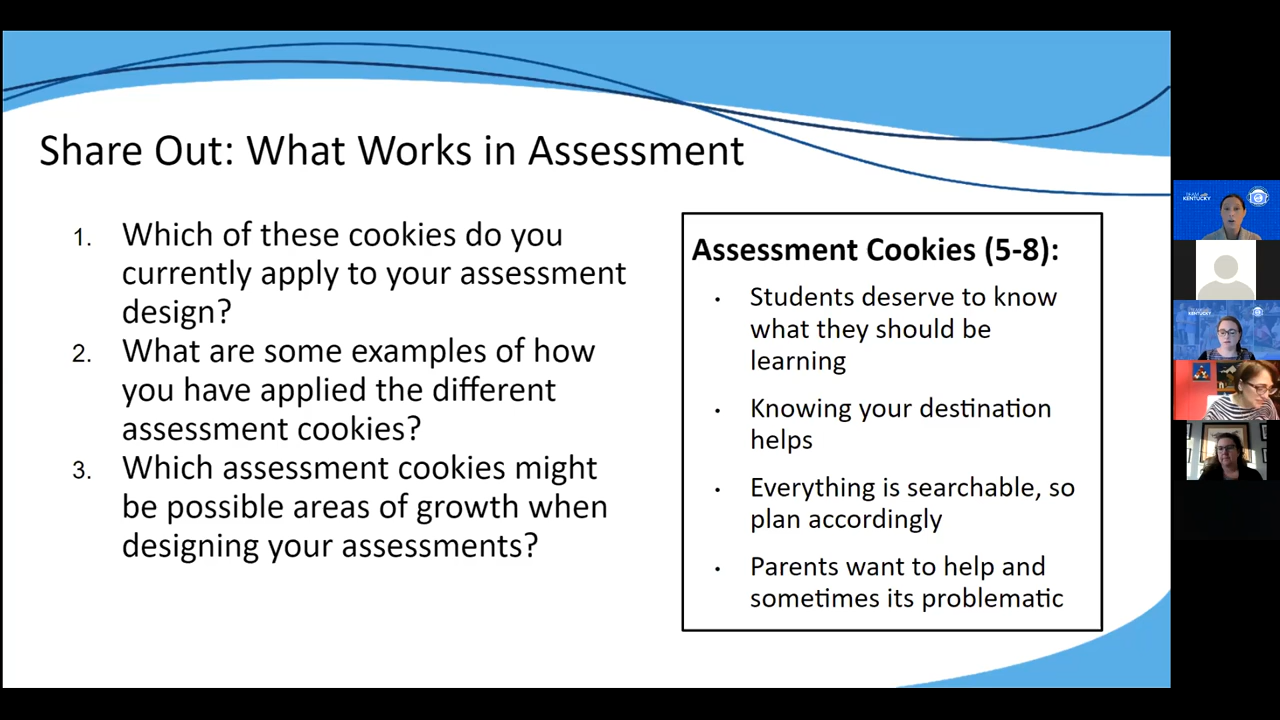 Share Out: What Works in Assessment
1. Which of these cookies do you
currently apply to your assessment
design?
2. What are some examples of how
you have applied the different
assessment cookies?
3. Which assessment cookies might
be possible areas of growth when
designing your assessments?
Assessment Cookies (5-8):
• Students deserve to know
what they should be
learning
• Knowing your destination
helps
• Everything is searchable, so
plan accordingly
• Parents want to help and
sometimes its problematic
TEAM
KENTUCKY